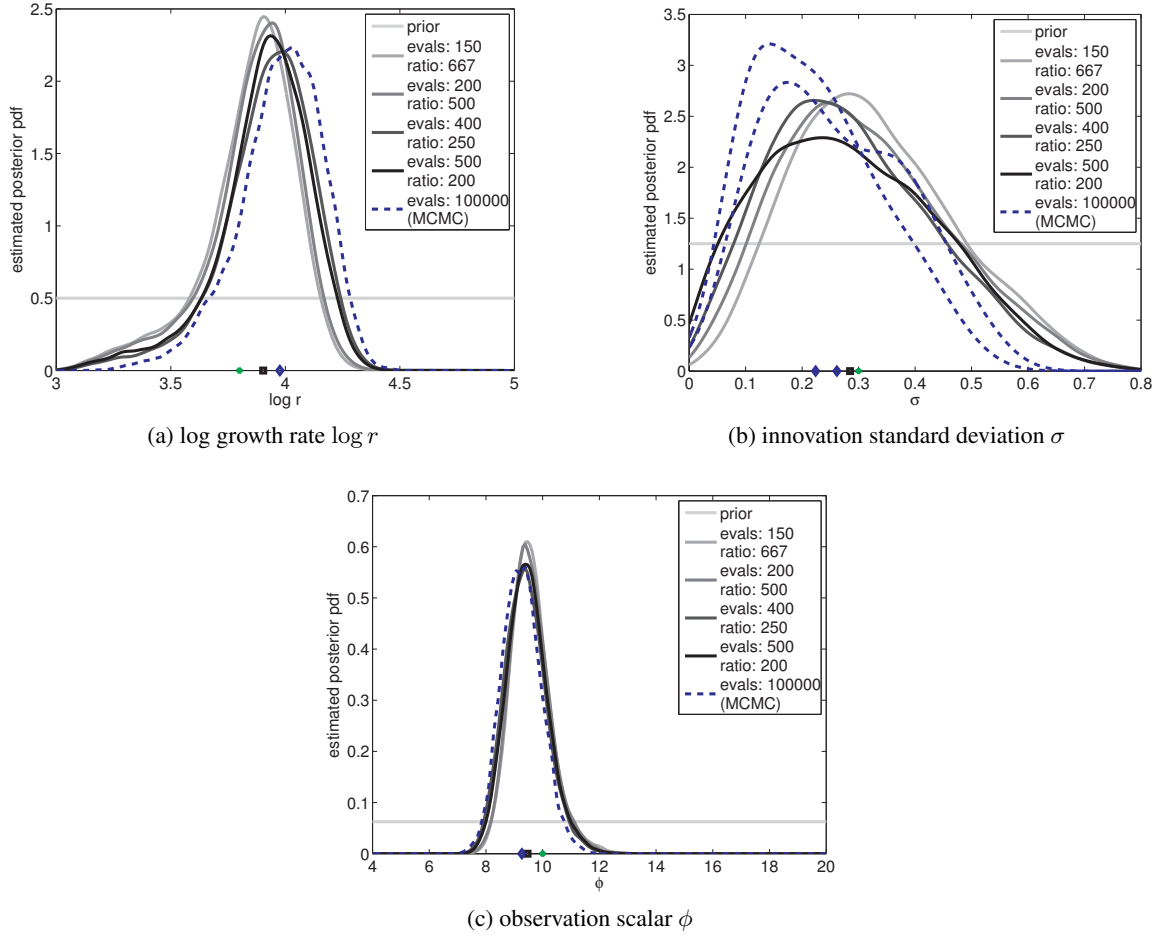 2.5
2
1.5
1
0.5
0
3
3.5
4
4.5
5
estimated posterior pdf
log r
prior
evals: 150
ratio: 667
evals: 200
ratio: 500
evals: 400
ratio: 250
evals: 500
ratio: 200
evals: 100000
(MCMC)
(a) log growth rate log r
3.5
3
2.5
2
1.5
1
0.5
0
0
0.1
0.2
0.3
0.4
0.5
0.6
0.7
0.8
estimated posterior pdf
σ
prior
evals: 150
ratio: 667
evals: 200
ratio: 500
evals: 400
ratio: 250
evals: 500
ratio: 200
evals: 100000
(MCMC)
(b) innovation standard deviation σ
0.7
0.6
0.5
0.4
0.3
0.2
0.1
0
4
6
8
10
12
14
16
18
20
estimated posterior pdf
ϕ
prior
evals: 150
ratio: 667
evals: 200
ratio: 500
evals: 400
ratio: 250
evals: 500
ratio: 200
evals: 100000
(MCMC)
(c) observation scalar ϕ